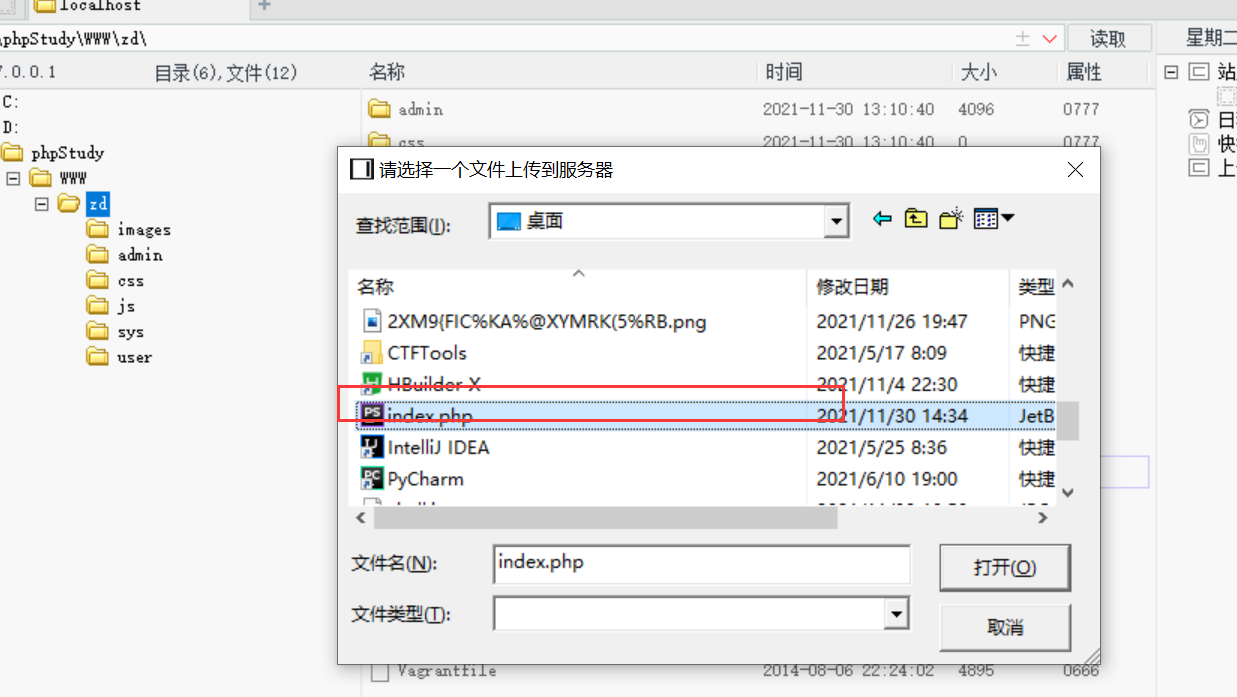 localhost
phpStudy\WWW\zd\
读取
星期二
7.0.0.1
目录(6),文件(12)
名称
时间
大小
属性
C:
D:
phpStudy
WWW
zd
images
admin
css
js
sys
user
admin 2021-11-30 13:10:40 4096 0777
css 2021-11-30 13:10:40 0 0777
请选择一个文件上传到服务器
查找范围(I):
桌面
名称 修改日期 类型
2XM9{FIC%KA%@XYMRK(5%RB.png 2021/11/26 19:47 PNG
CTFTools 2021/5/17 8:09 快捷
HBuilder X 2021/11/4 22:30 快捷
index.php 2021/11/30 14:34 JetB
IntelliJ IDEA 2021/5/25 8:36 快捷
PyCharm 2021/6/10 19:00 快捷
文件名(N):
index.php
打开(O)
文件类型(T):
取消
Vagrantfile 2014-08-06 22:24:02 4895 0666
站
日
快
上